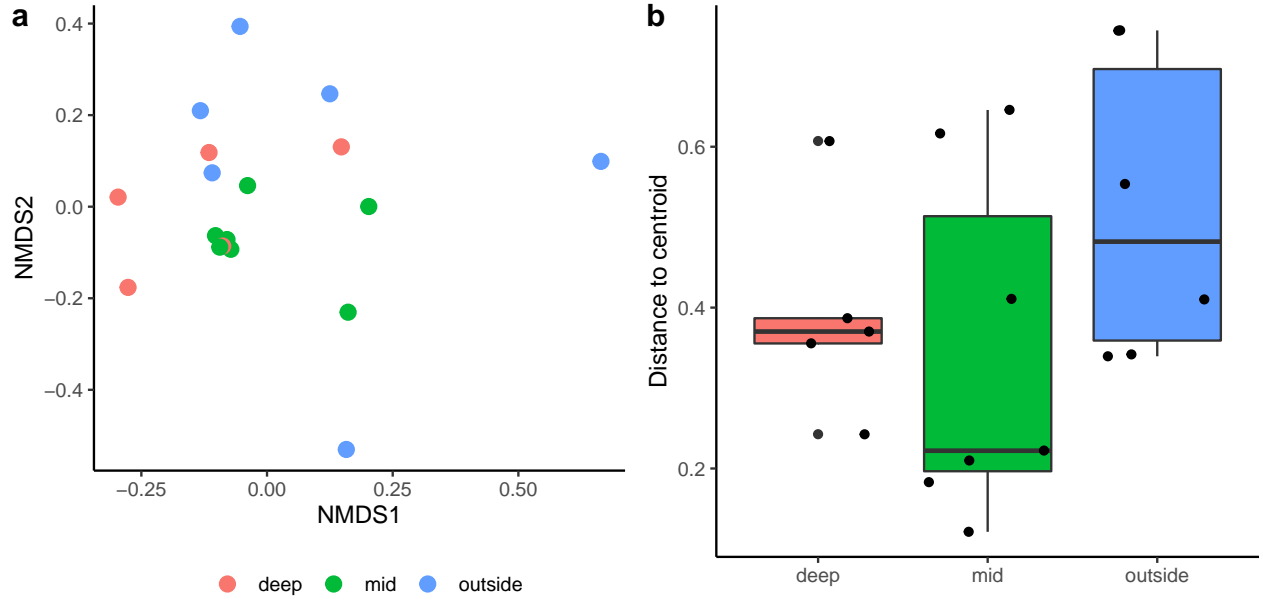 a
0.4
0.2
0.0
−0.2
−0.4
NMDS2
−0.25
0.00
0.25
0.50
NMDS1
deep
mid
outside
b
0.6
0.4
0.2
Distance to centroid
deep
mid
outside